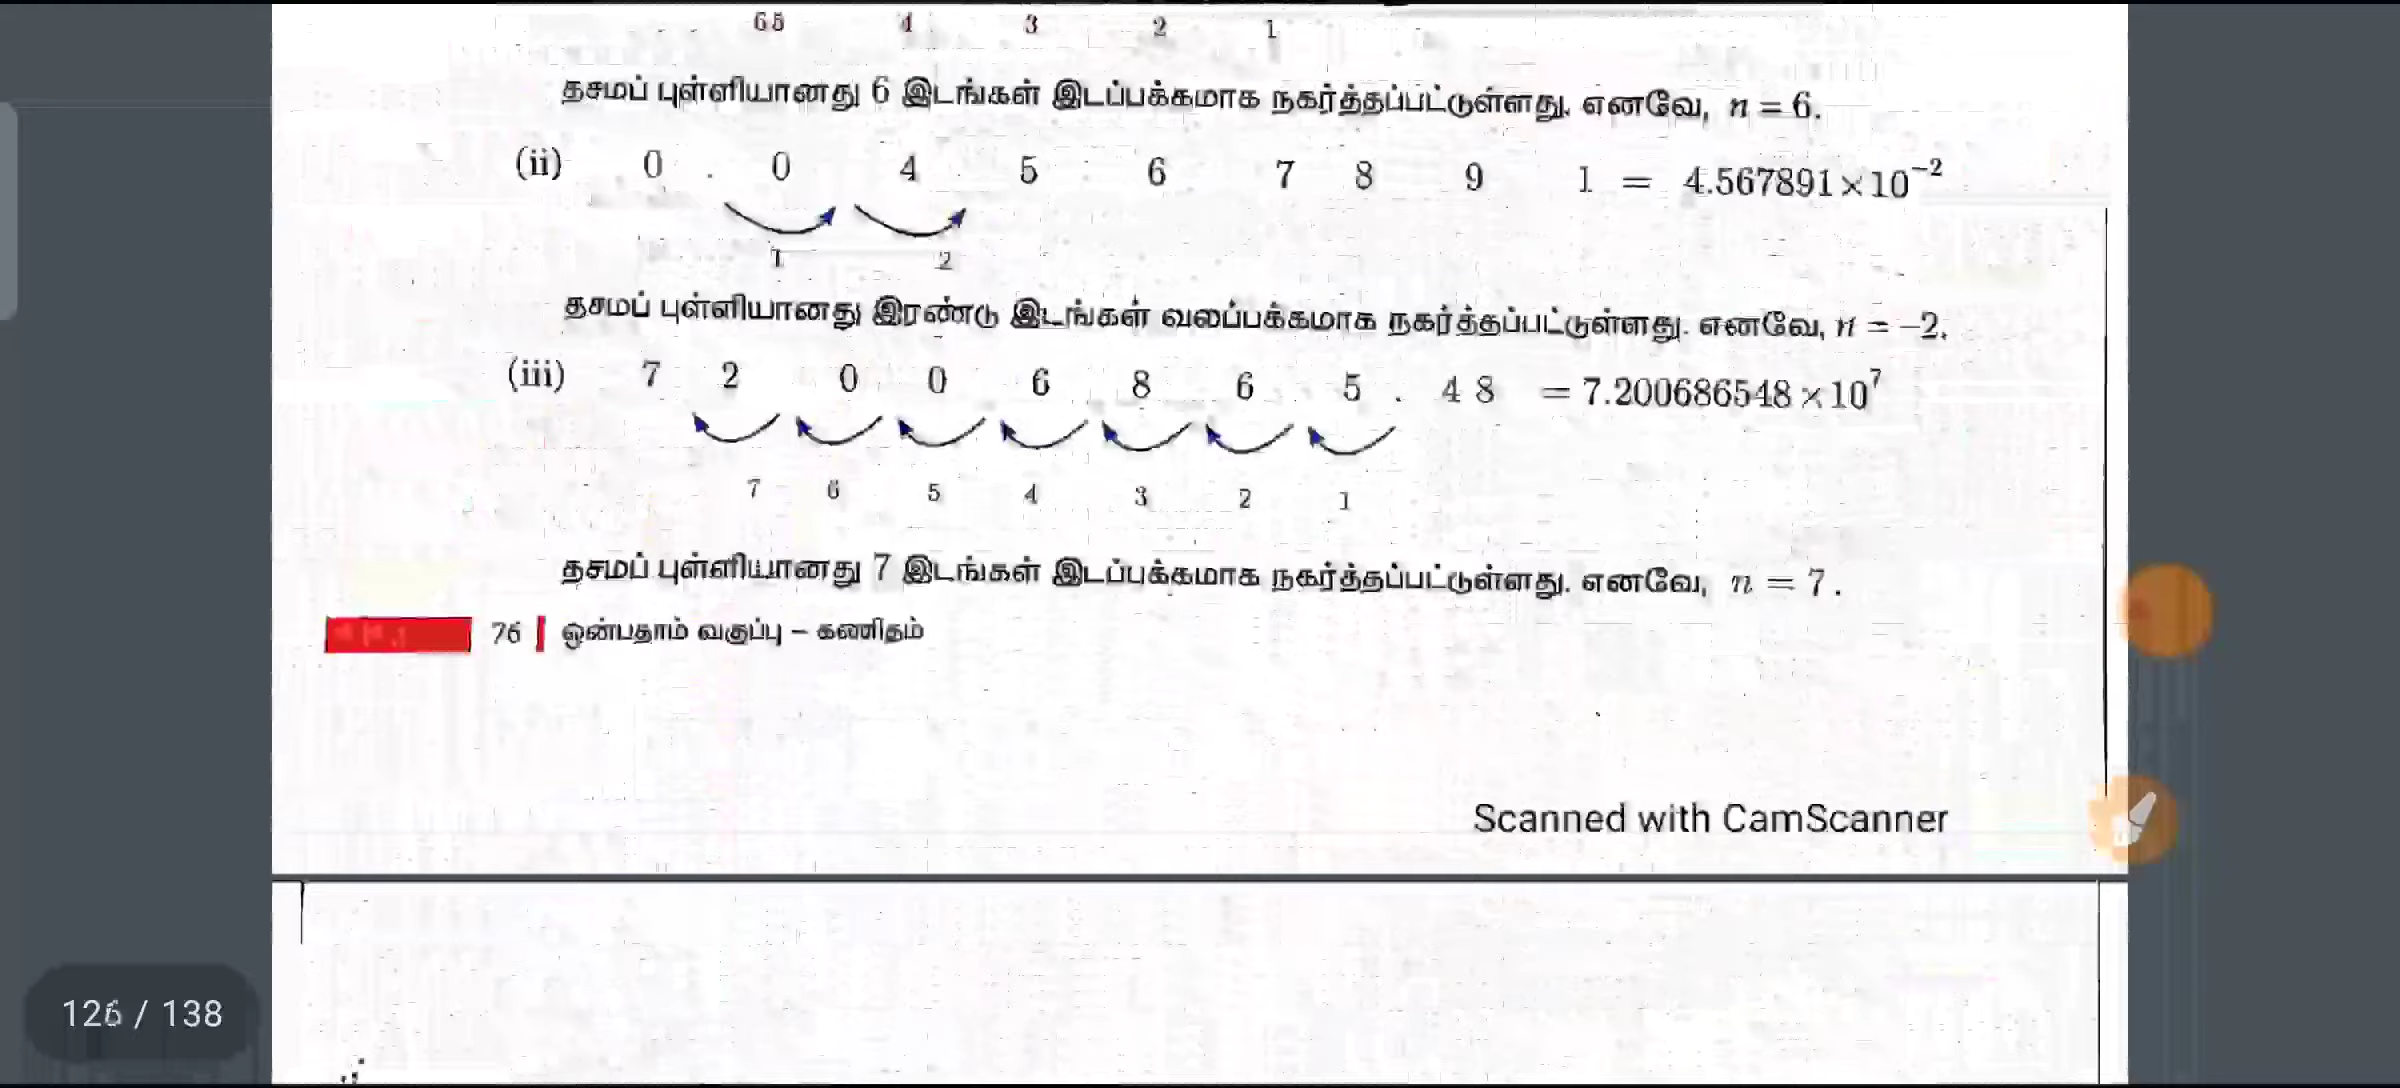 65 4 3 2 1
தசமப் புள்ளியானது 6 இடங்கள் இடப்பக்கமாக நகர்த்தப்பட்டுள்ளது. எனவே, n = 6.
(ii) 0 . 0 4 5 6 7 8 9 1 = 4.567891×10⁻²
1 2
தசமப் புள்ளியானது இரண்டு இடங்கள் வலப்பக்கமாக நகர்த்தப்பட்டுள்ளது. எனவே, n = −2.
(iii) 7 2 0 0 6 8 6 5 . 4 8 = 7.200686548×10⁷
7 6 5 4 3 2 1
தசமப் புள்ளியானது 7 இடங்கள் இடப்பக்கமாக நகர்த்தப்பட்டுள்ளது. எனவே, n = 7.
76 ஒன்பதாம் வகுப்பு – கணிதம்
Scanned with CamScanner
126 / 138